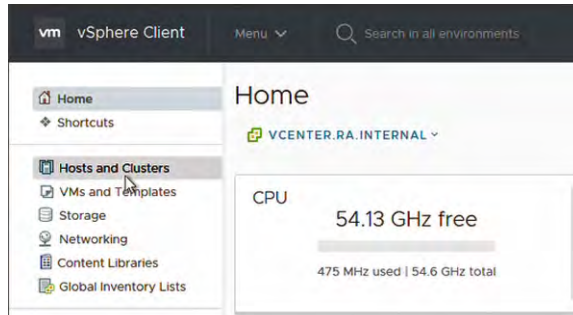 vm vSphere Client Menu Search in all environments
Home
Shortcuts
Hosts and Clusters
VMs and Templates
Storage
Networking
Content Libraries
Global Inventory Lists
Home
VCENTER.RA.INTERNAL
CPU
54.13 GHz free
475 MHz used | 54.6 GHz total